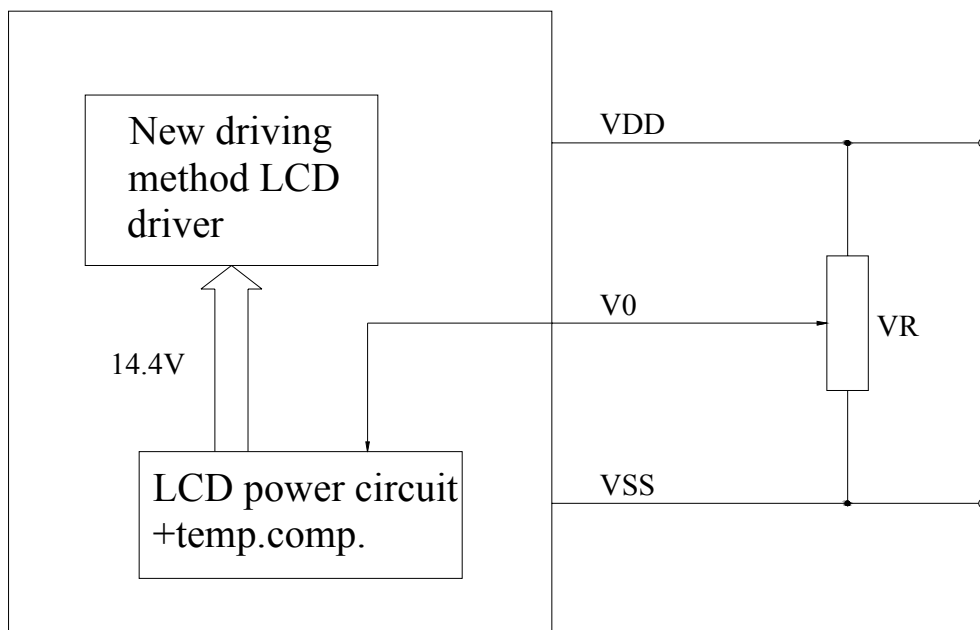 New driving
method LCD
driver
VDD
V0
VR
14.4V
LCD power circuit
+temp.comp.
VSS